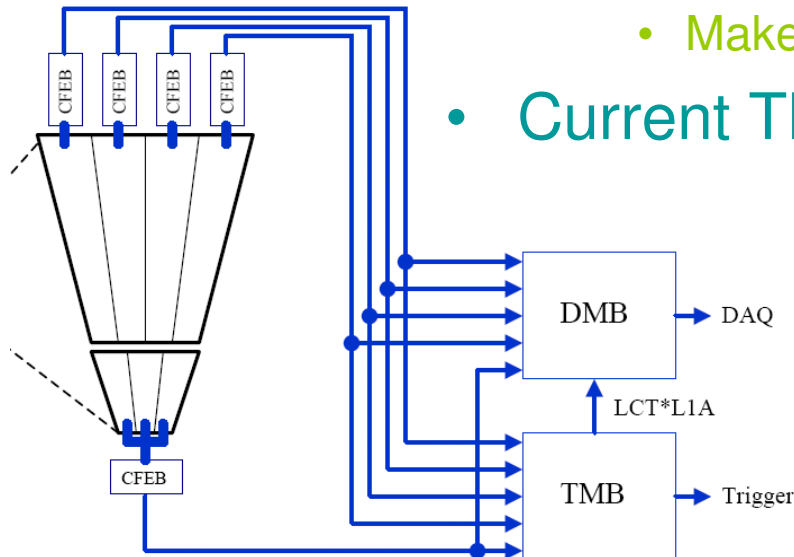 • Make
• Current T
CFEB
CFEB
CFEB
CFEB
DMB
DAQ
LCT*L1A
TMB
Trigger
CFEB